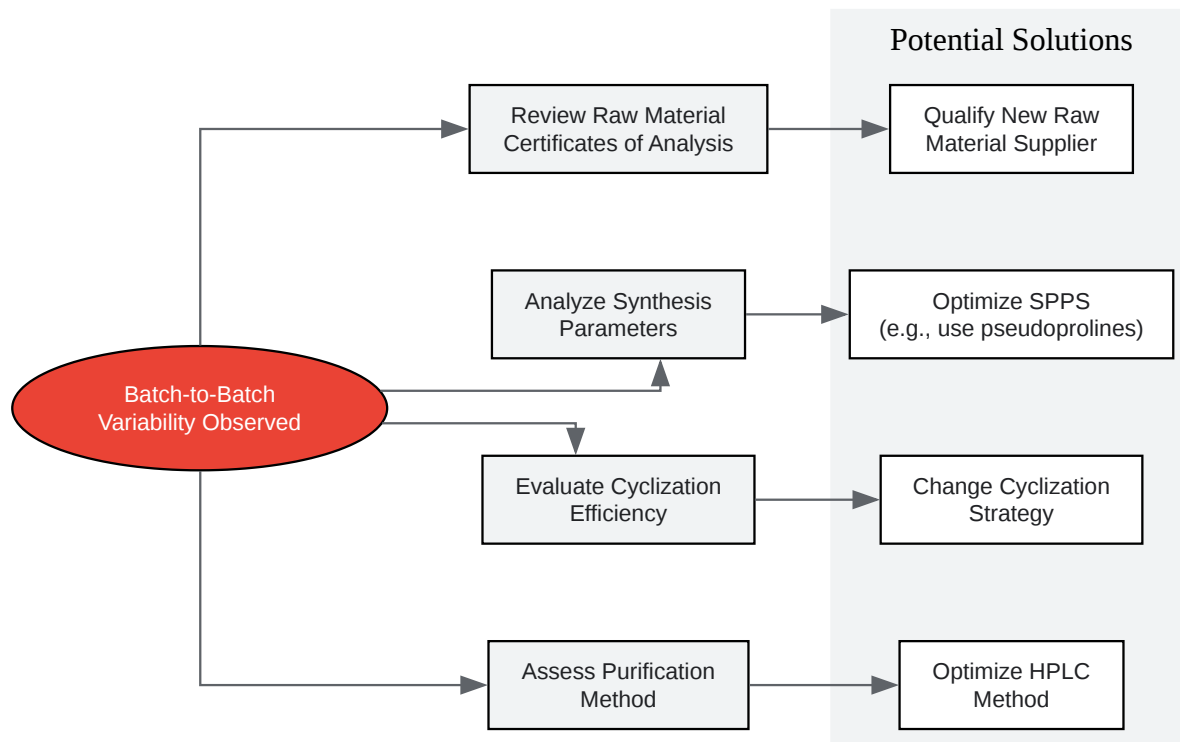 Potential Solutions
Review Raw Material
Certificates of Analysis
Qualify New Raw
Material Supplier
Analyze Synthesis
Parameters
Optimize SPPS
(e.g., use pseudoprolines)
Batch-to-Batch
Variability Observed
Evaluate Cyclization
Efficiency
Change Cyclization
Strategy
Assess Purification
Method
Optimize HPLC
Method